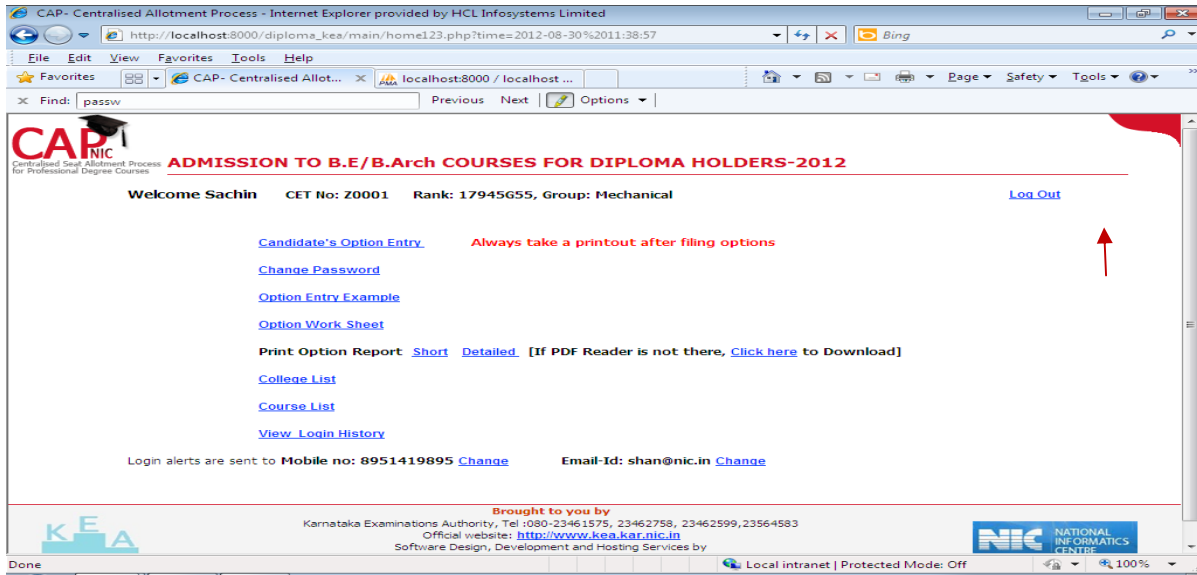 CAP- Centralised Allotment Process - Internet Explorer provided by HCL Infosystems Limited
http://localhost:8000/diploma_kea/main/home123.php?time=2012-08-30%2011:38:57
Bing
File Edit View Favorites Tools Help
Favorites CAP- Centralised Allot... localhost:8000 / localhost ... Page Safety Tools
Find: passw Previous Next Options
CAP NIC
Centralised Seat Allotment Process
for Professional Degree Courses
ADMISSION TO B.E/B.Arch COURSES FOR DIPLOMA HOLDERS-2012
Welcome Sachin CET No: Z0001 Rank: 17945G55, Group: Mechanical Log Out
Candidate's Option Entry Always take a printout after filing options
Change Password
Option Entry Example
Option Work Sheet
Print Option Report Short Detailed [If PDF Reader is not there, Click here to Download]
College List
Course List
View Login History
Login alerts are sent to Mobile no: 8951419895 Change Email-Id: shan@nic.in Change
Brought to you by
Karnataka Examinations Authority, Tel :080-23461575, 23462758, 23462599,23564583
Official website: http://www.kea.kar.nic.in
Software Design, Development and Hosting Services by
KEA
NIC NATIONAL INFORMATICS CENTRE
Done Local intranet | Protected Mode: Off 100%